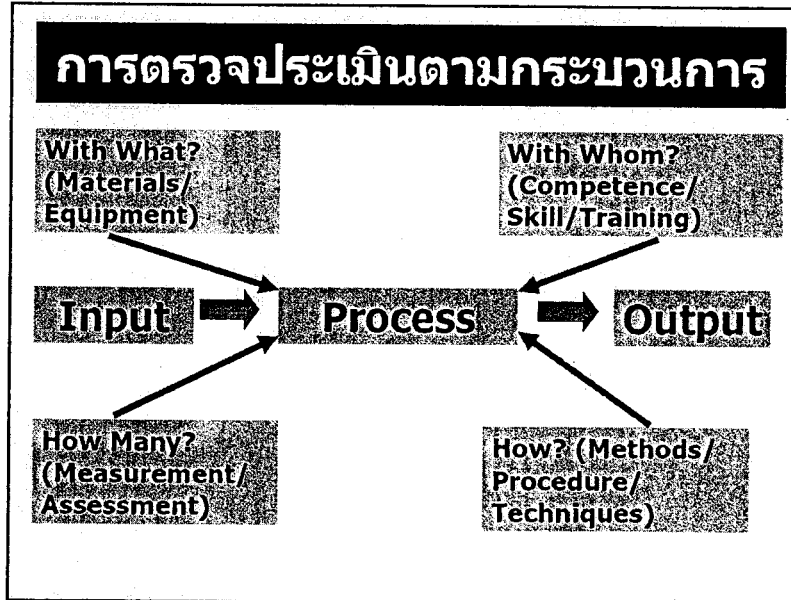 การตรวจประเมินตามกระบวนการ
With What?
(Materials/
Equipment)
With Whom?
(Competence/
Skill/Training)
Input
Process
Output
How Many?
(Measurement/
Assessment)
How? (Methods/
Procedure/
Techniques)